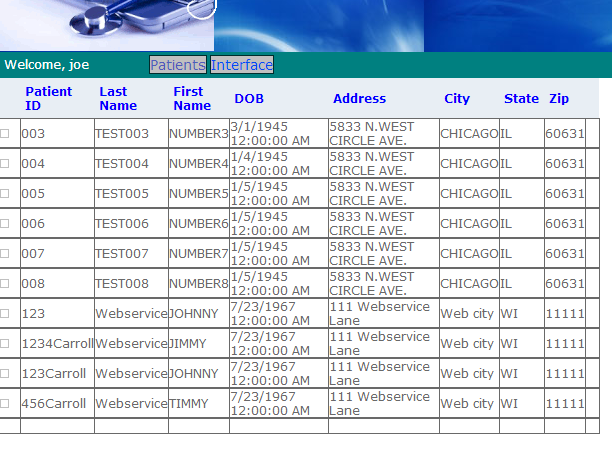 Welcome, joe Patients Interface
Patient ID Last Name First Name DOB Address City State Zip
003 TEST003 NUMBER3 3/1/1945 12:00:00 AM 5833 N.WEST CIRCLE AVE. CHICAGO IL 60631
004 TEST004 NUMBER4 1/4/1945 12:00:00 AM 5833 N.WEST CIRCLE AVE. CHICAGO IL 60631
005 TEST005 NUMBER5 1/5/1945 12:00:00 AM 5833 N.WEST CIRCLE AVE. CHICAGO IL 60631
006 TEST006 NUMBER6 1/5/1945 12:00:00 AM 5833 N.WEST CIRCLE AVE. CHICAGO IL 60631
007 TEST007 NUMBER7 1/5/1945 12:00:00 AM 5833 N.WEST CIRCLE AVE. CHICAGO IL 60631
008 TEST008 NUMBER8 1/5/1945 12:00:00 AM 5833 N.WEST CIRCLE AVE. CHICAGO IL 60631
123 Webservice JOHNNY 7/23/1967 12:00:00 AM 111 Webservice Lane Web city WI 11111
1234Carroll Webservice JIMMY 7/23/1967 12:00:00 AM 111 Webservice Lane Web city WI 11111
123Carroll Webservice JOHNNY 7/23/1967 12:00:00 AM 111 Webservice Lane Web city WI 11111
456Carroll Webservice TIMMY 7/23/1967 12:00:00 AM 111 Webservice Lane Web city WI 11111